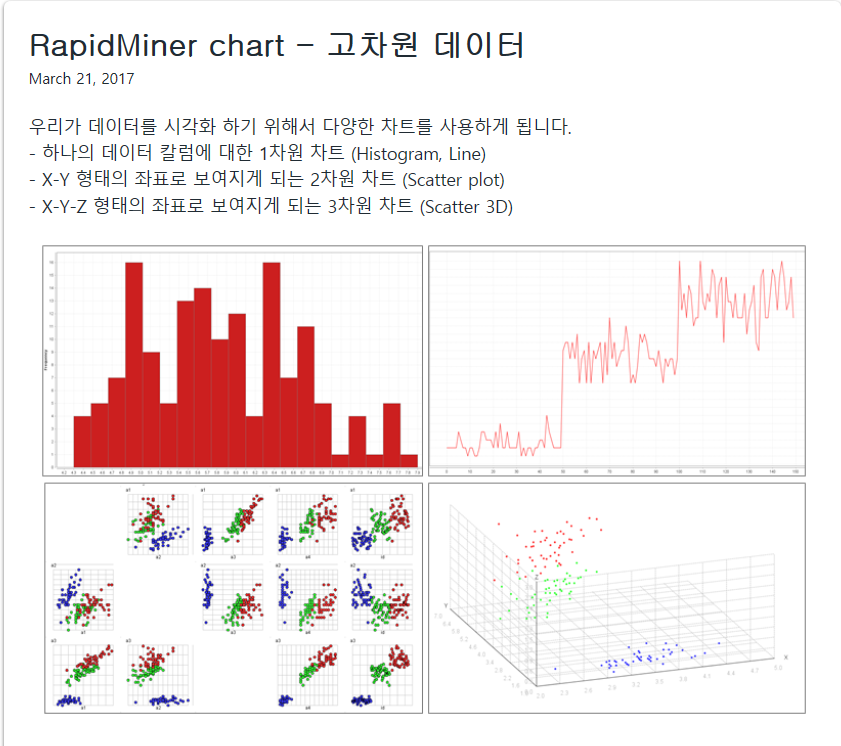 RapidMiner chart – 고차원 데이터
March 21, 2017
우리가 데이터를 시각화 하기 위해서 다양한 차트를 사용하게 됩니다.
- 하나의 데이터 칼럼에 대한 1차원 차트 (Histogram, Line)
- X-Y 형태의 좌표로 보여지게 되는 2차원 차트 (Scatter plot)
- X-Y-Z 형태의 좌표로 보여지게 되는 3차원 차트 (Scatter 3D)
Frequency